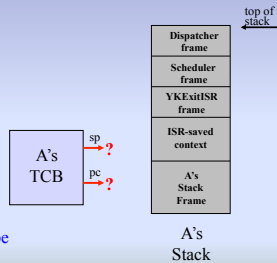 top of
stack
Dispatcher
frame
Scheduler
frame
YKExitISR
frame
ISR-saved
context
A's
Stack
Frame
A's
TCB
sp
?
pc
?
A's
Stack